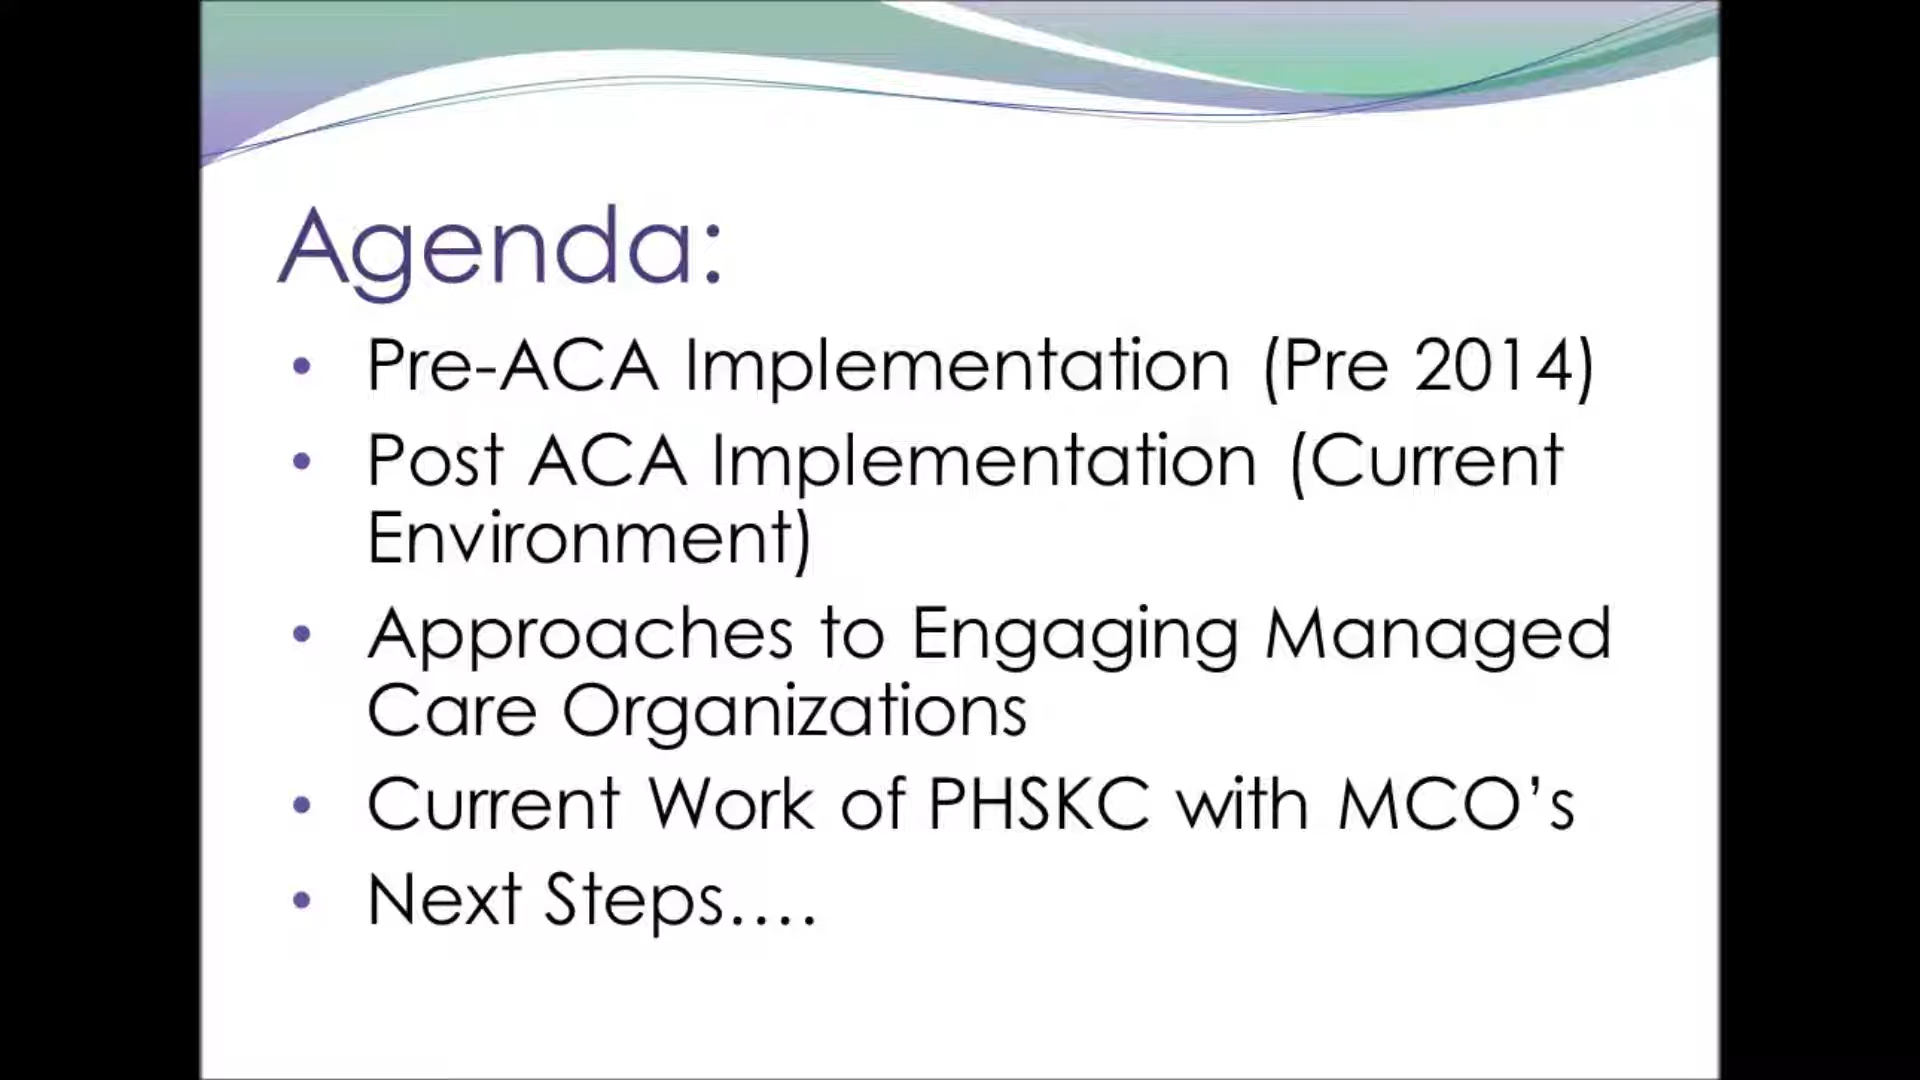 Agenda:
• Pre-ACA Implementation (Pre 2014)
• Post ACA Implementation (Current
Environment)
• Approaches to Engaging Managed
Care Organizations
• Current Work of PHSKC with MCO’s
• Next Steps….